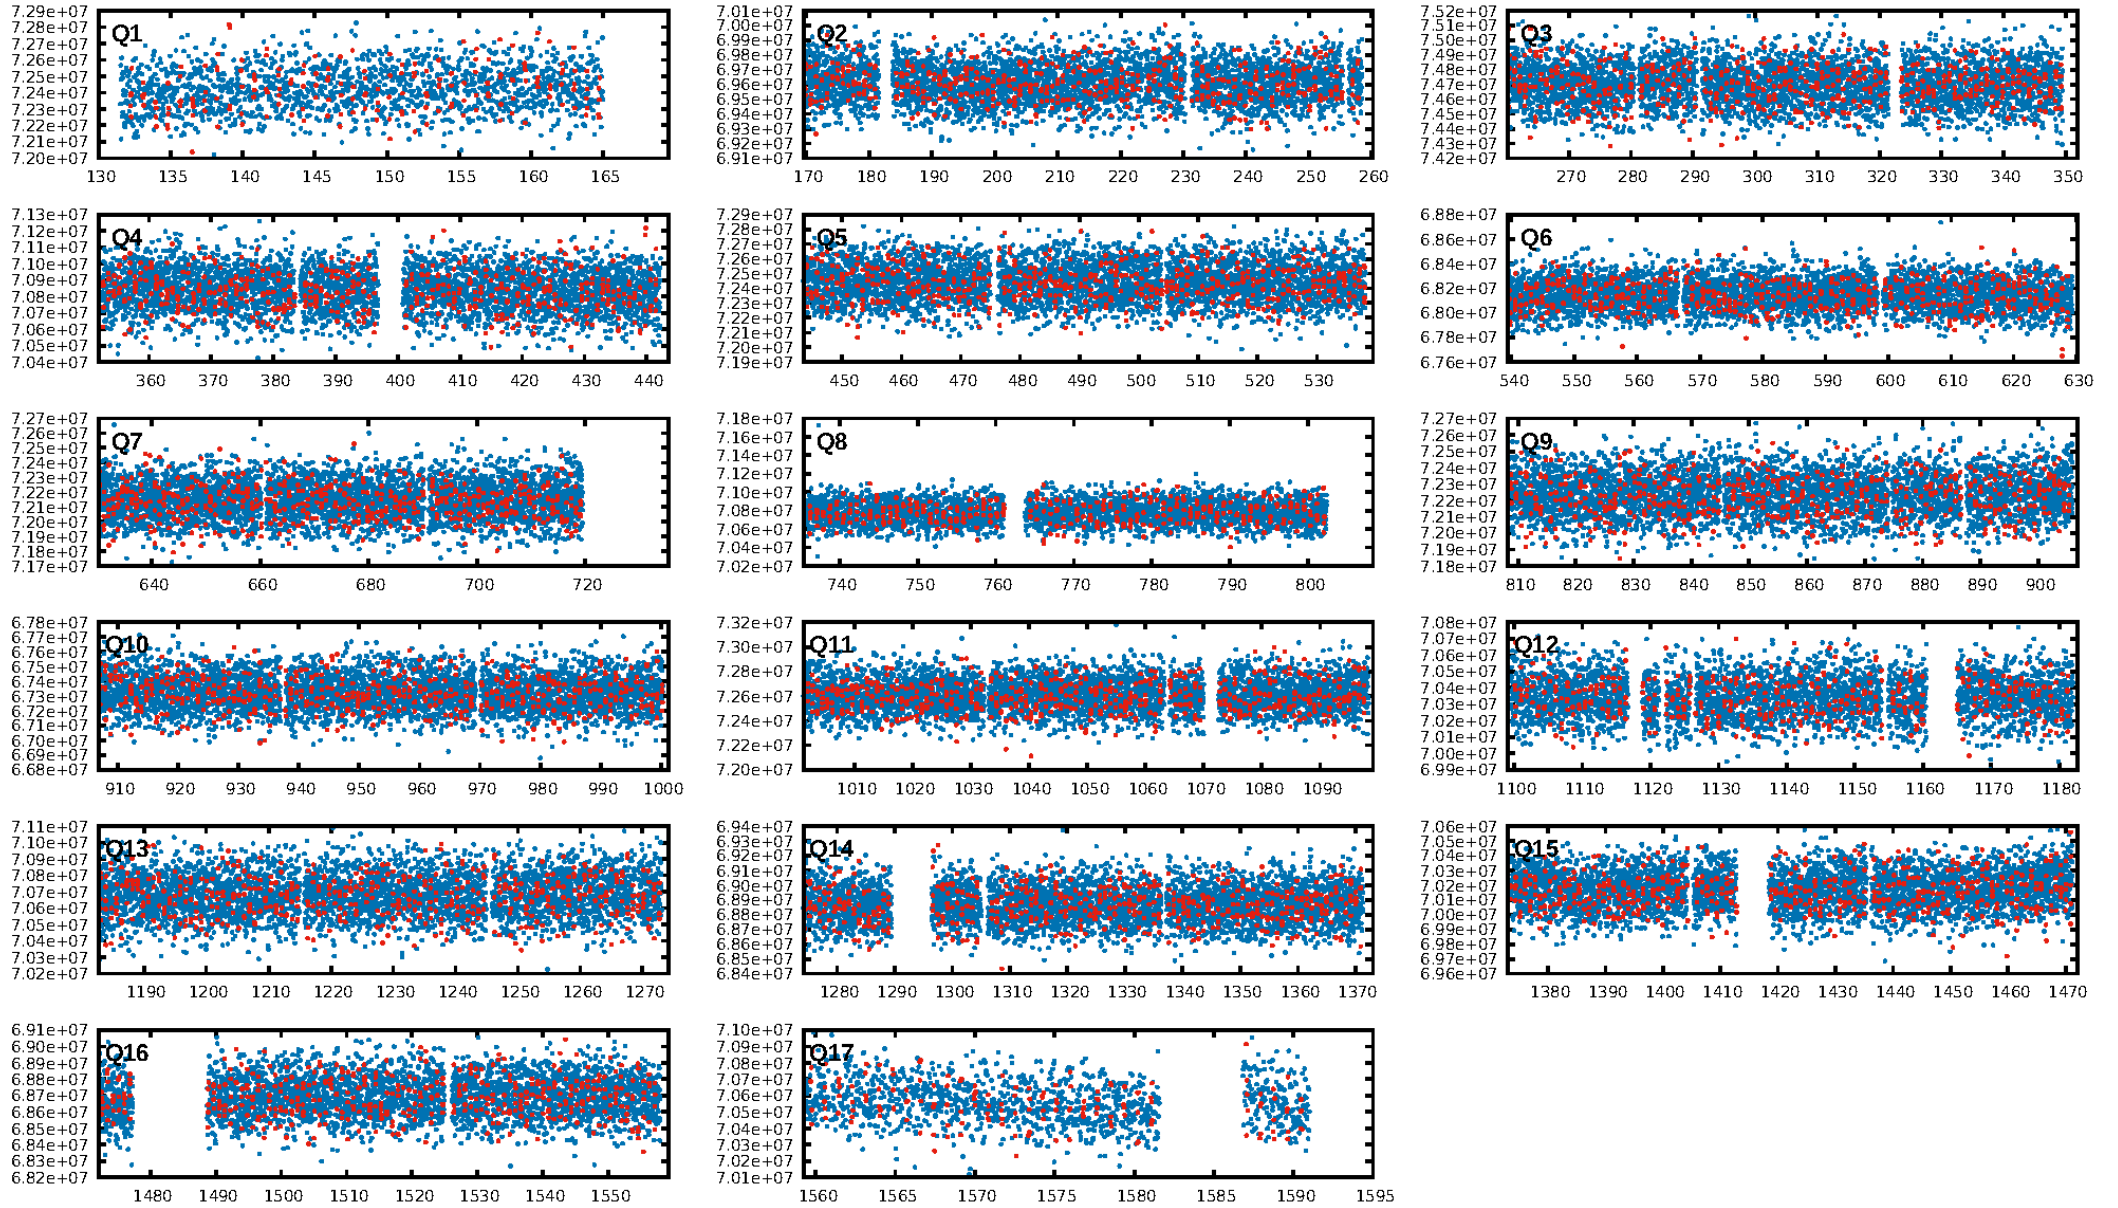 7.29e+07
7.28e+07
7.27e+07
7.26e+07
7.25e+07
7.24e+07
7.23e+07
7.22e+07
7.21e+07
7.20e+07
Q1
130 135 140 145 150 155 160 165
7.01e+07
7.00e+07
6.99e+07
6.98e+07
6.97e+07
6.96e+07
6.95e+07
6.94e+07
6.93e+07
6.92e+07
6.91e+07
Q2
170 180 190 200 210 220 230 240 250 260
7.52e+07
7.51e+07
7.50e+07
7.49e+07
7.48e+07
7.47e+07
7.46e+07
7.45e+07
7.44e+07
7.43e+07
7.42e+07
Q3
270 280 290 300 310 320 330 340 350
7.13e+07
7.12e+07
7.11e+07
7.10e+07
7.09e+07
7.08e+07
7.07e+07
7.06e+07
7.05e+07
7.04e+07
Q4
360 370 380 390 400 410 420 430 440
7.29e+07
7.28e+07
7.27e+07
7.26e+07
7.25e+07
7.24e+07
7.23e+07
7.22e+07
7.21e+07
7.20e+07
7.19e+07
Q5
450 460 470 480 490 500 510 520 530
6.88e+07
6.86e+07
6.84e+07
6.82e+07
6.80e+07
6.78e+07
6.76e+07
Q6
540 550 560 570 580 590 600 610 620 630
7.27e+07
7.26e+07
7.25e+07
7.24e+07
7.23e+07
7.22e+07
7.21e+07
7.20e+07
7.19e+07
7.18e+07
7.17e+07
Q7
640 660 680 700 720
7.18e+07
7.16e+07
7.14e+07
7.12e+07
7.10e+07
7.08e+07
7.06e+07
7.04e+07
7.02e+07
Q8
740 750 760 770 780 790 800
7.27e+07
7.26e+07
7.25e+07
7.24e+07
7.23e+07
7.22e+07
7.21e+07
7.20e+07
7.19e+07
7.18e+07
Q9
810 820 830 840 850 860 870 880 890 900
6.78e+07
6.77e+07
6.76e+07
6.75e+07
6.74e+07
6.73e+07
6.72e+07
6.71e+07
6.70e+07
6.69e+07
6.68e+07
Q10
910 920 930 940 950 960 970 980 990 1000
7.32e+07
7.30e+07
7.28e+07
7.26e+07
7.24e+07
7.22e+07
7.20e+07
Q11
1010 1020 1030 1040 1050 1060 1070 1080 1090
7.08e+07
7.07e+07
7.06e+07
7.05e+07
7.04e+07
7.03e+07
7.02e+07
7.01e+07
7.00e+07
6.99e+07
Q12
1100 1110 1120 1130 1140 1150 1160 1170 1180
7.11e+07
7.10e+07
7.09e+07
7.08e+07
7.07e+07
7.06e+07
7.05e+07
7.04e+07
7.03e+07
7.02e+07
Q13
1190 1200 1210 1220 1230 1240 1250 1260 1270
6.94e+07
6.93e+07
6.92e+07
6.91e+07
6.90e+07
6.89e+07
6.88e+07
6.87e+07
6.86e+07
6.85e+07
6.84e+07
Q14
1280 1290 1300 1310 1320 1330 1340 1350 1360 1370
7.06e+07
7.05e+07
7.04e+07
7.03e+07
7.02e+07
7.01e+07
7.00e+07
6.99e+07
6.98e+07
6.97e+07
6.96e+07
Q15
1380 1390 1400 1410 1420 1430 1440 1450 1460 1470
6.91e+07
6.90e+07
6.89e+07
6.88e+07
6.87e+07
6.86e+07
6.85e+07
6.84e+07
6.83e+07
6.82e+07
Q16
1480 1490 1500 1510 1520 1530 1540 1550
7.10e+07
7.09e+07
7.08e+07
7.07e+07
7.06e+07
7.05e+07
7.04e+07
7.03e+07
7.02e+07
7.01e+07
Q17
1560 1565 1570 1575 1580 1585 1590 1595